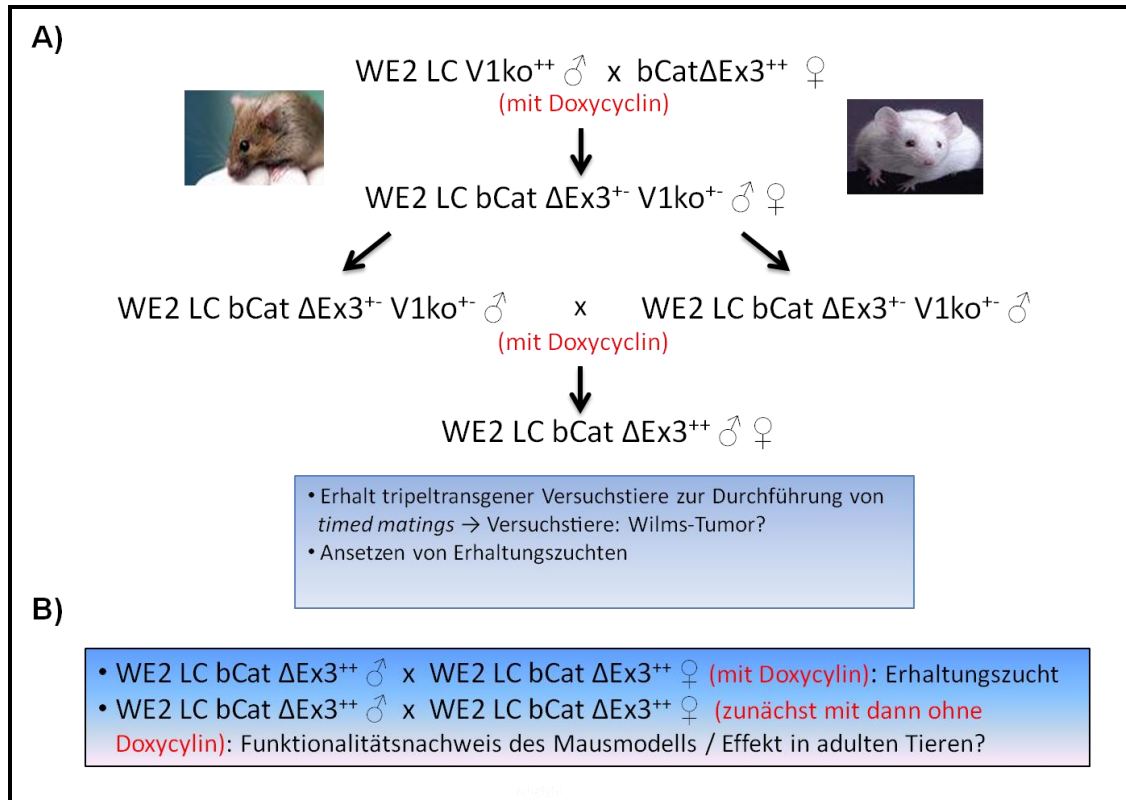 A)
WE2 LC V1ko⁺⁺ ♂ x bCatΔEx3⁺⁺ ♀
(mit Doxycyclin)
WE2 LC bCat ΔEx3⁺⁻ V1ko⁺⁻ ♂ ♀
WE2 LC bCat ΔEx3⁺⁻ V1ko⁺⁻ ♂ x WE2 LC bCat ΔEx3⁺⁻ V1ko⁺⁻ ♂
(mit Doxycyclin)
WE2 LC bCat ΔEx3⁺⁺ ♂ ♀
• Erhalt tripeltransgener Versuchstiere zur Durchführung von
timed matings → Versuchstiere: Wilms-Tumor?
• Ansetzen von Erhaltungszuchten
B)
• WE2 LC bCat ΔEx3⁺⁺ ♂ x WE2 LC bCat ΔEx3⁺⁺ ♀ (mit Doxycylin): Erhaltungszucht
• WE2 LC bCat ΔEx3⁺⁺ ♂ x WE2 LC bCat ΔEx3⁺⁺ ♀ (zunächst mit dann ohne
Doxycylin): Funktionalitätsnachweis des Mausmodells / Effekt in adulten Tieren?